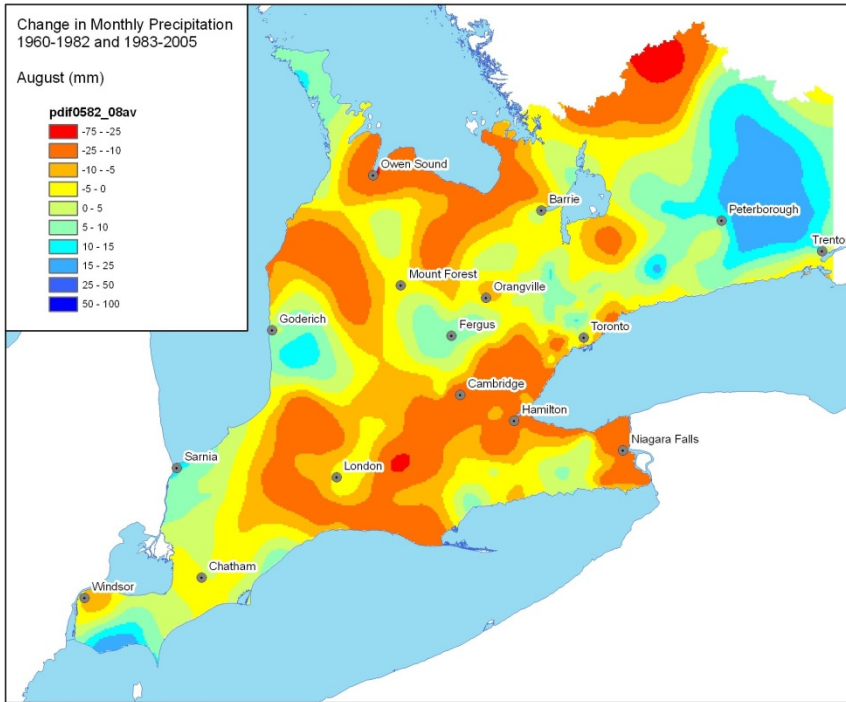 Change in Monthly Precipitation
1960-1982 and 1983-2005
August (mm)
pdif0582_08av
-75 - -25
-25 - -10
-10 - -5
-5 - 0
0 - 5
5 - 10
10 - 15
15 - 25
25 - 50
50 - 100
Owen Sound
Barrie
Peterborough
Trento
Mount Forest
Orangville
Goderich
Fergus
Toronto
Cambridge
Hamilton
Niagara Falls
Sarnia
London
Chatham
Windsor